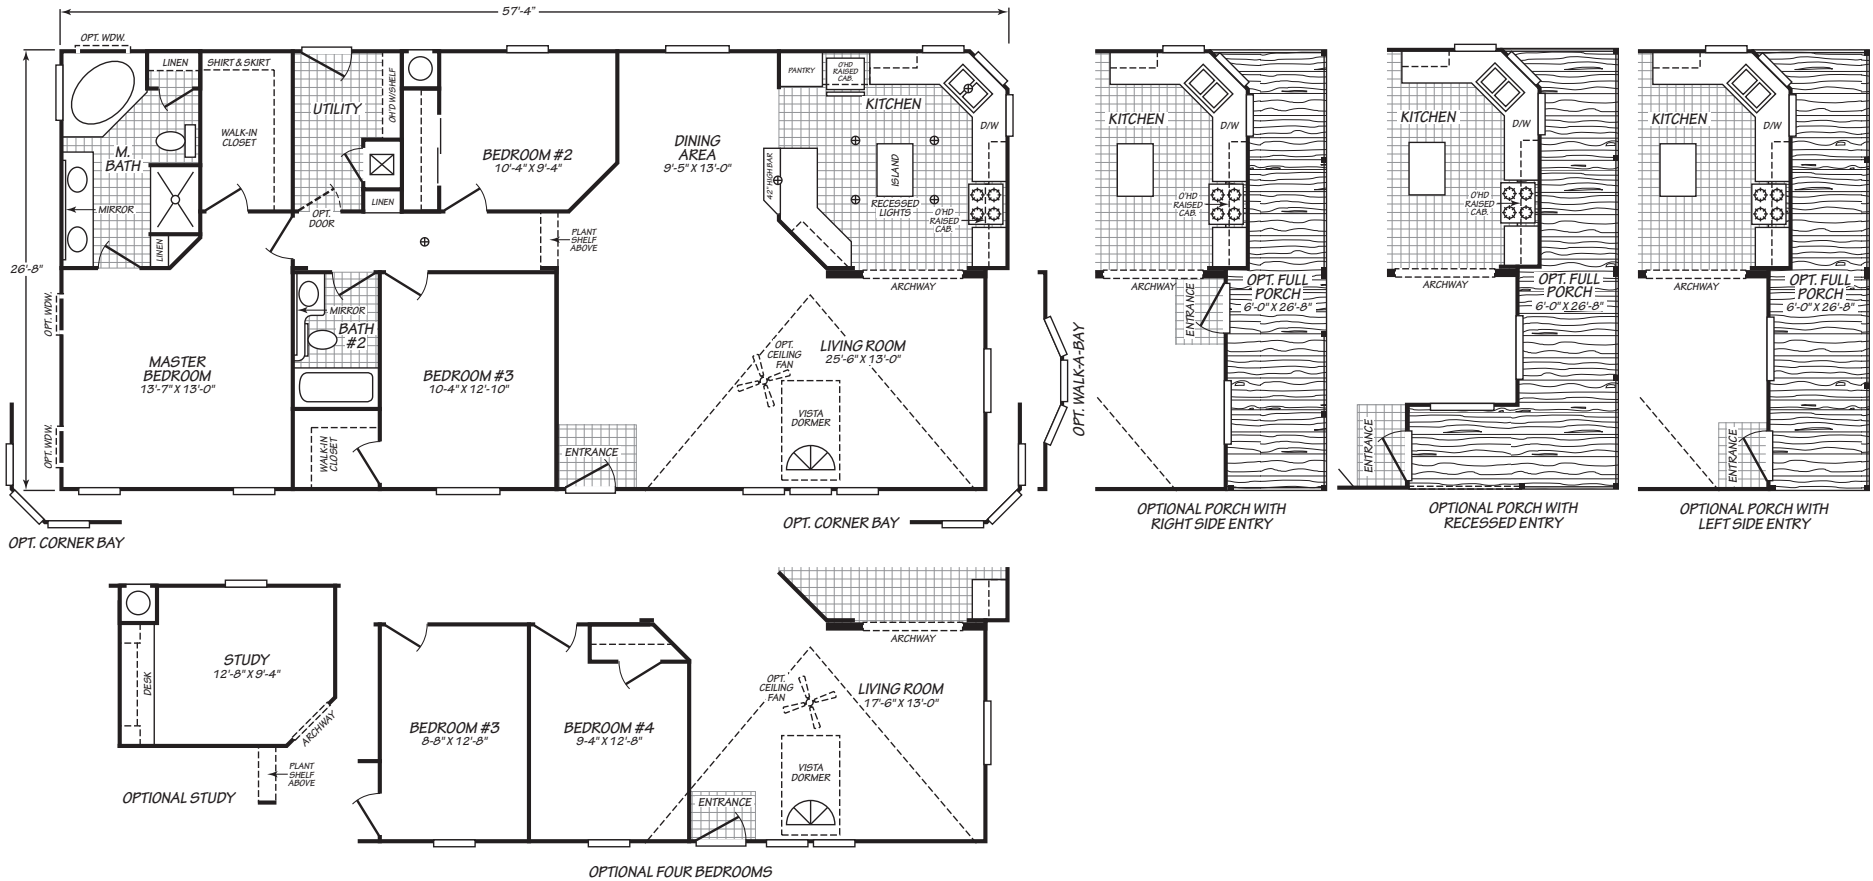 57'-4"
26'-8"
OPT. WDW.
LINEN
SHIRT & SKIRT
WALK-IN
CLOSET
M.
BATH
MIRROR
LINEN
UTILITY
OH'D W/SHELF
OPT.
DOOR
LINEN
BEDROOM #2
10'-4" X 9'-4"
PLANT
SHELF
ABOVE
DINING
AREA
9'-5" X 13'-0"
PANTRY
O'HD
RAISED
CAB.
KITCHEN
D/W
42" HIGH BAR
ISLAND
RECESSED
LIGHTS
O'HD
RAISED
CAB.
ARCHWAY
OPT. WDW.
OPT. WDW.
MASTER
BEDROOM
13'-7" X 13'-0"
MIRROR
BATH
#2
WALK-IN
CLOSET
BEDROOM #3
10'-4" X 12'-10"
ENTRANCE
OPT.
CEILING
FAN
LIVING ROOM
25'-6" X 13'-0"
VISTA
DORMER
OPT. WALK-A-BAY
OPT. CORNER BAY
OPT. CORNER BAY
KITCHEN
D/W
O'HD
RAISED
CAB.
ARCHWAY
ENTRANCE
OPT. FULL
PORCH
6'-0" X 26'-8"
OPTIONAL PORCH WITH
RIGHT SIDE ENTRY
KITCHEN
D/W
O'HD
RAISED
CAB.
ARCHWAY
OPT. FULL
PORCH
6'-0" X 26'-8"
ENTRANCE
OPTIONAL PORCH WITH
RECESSED ENTRY
KITCHEN
D/W
ARCHWAY
OPT. FULL
PORCH
6'-0" X 26'-8"
ENTRANCE
OPTIONAL PORCH WITH
LEFT SIDE ENTRY
STUDY
12'-8" X 9'-4"
DESK
ARCHWAY
PLANT
SHELF
ABOVE
OPTIONAL STUDY
BEDROOM #3
8-8" X 12'-8"
BEDROOM #4
9-4" X 12'-8"
ENTRANCE
ARCHWAY
OPT.
CEILING
FAN
LIVING ROOM
17'-6" X 13'-0"
VISTA
DORMER
OPTIONAL FOUR BEDROOMS